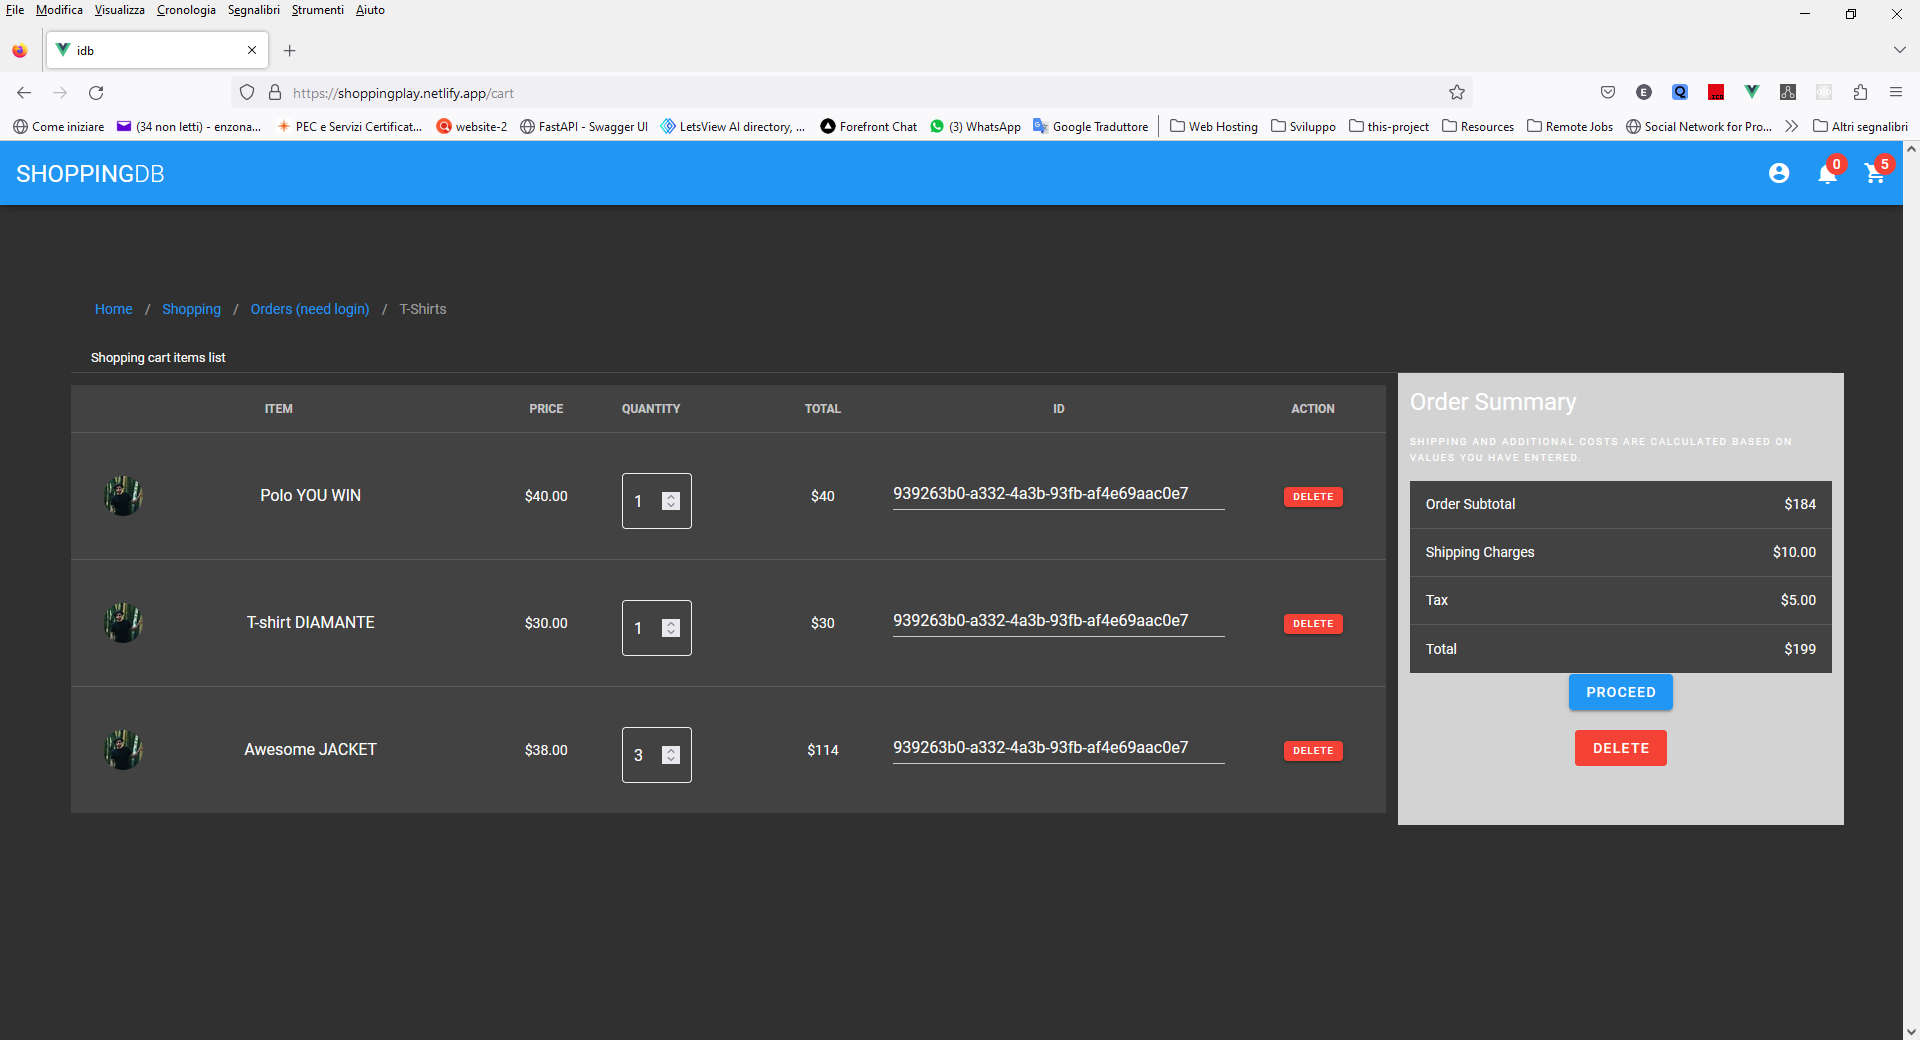 File Modifica Visualizza Cronologia Segnalibri Strumenti Aiuto
idb
https://shoppingplay.netlify.app/cart
E Q
Come iniziare (34 non letti) - enzona... PEC e Servizi Certificat... website-2 FastAPI - Swagger UI LetsView AI directory, ... Forefront Chat (3) WhatsApp Google Traduttore Web Hosting Sviluppo this-project Resources Remote Jobs Social Network for Pro... Altri segnalibri
SHOPPINGDB 0 5
Home / Shopping / Orders (need login) / T-Shirts
Shopping cart items list
ITEM PRICE QUANTITY TOTAL ID ACTION
Polo YOU WIN $40.00 1 $40 939263b0-a332-4a3b-93fb-af4e69aac0e7 DELETE
T-shirt DIAMANTE $30.00 1 $30 939263b0-a332-4a3b-93fb-af4e69aac0e7 DELETE
Awesome JACKET $38.00 3 $114 939263b0-a332-4a3b-93fb-af4e69aac0e7 DELETE
Order Summary
SHIPPING AND ADDITIONAL COSTS ARE CALCULATED BASED ON
VALUES YOU HAVE ENTERED.
Order Subtotal $184
Shipping Charges $10.00
Tax $5.00
Total $199
PROCEED
DELETE